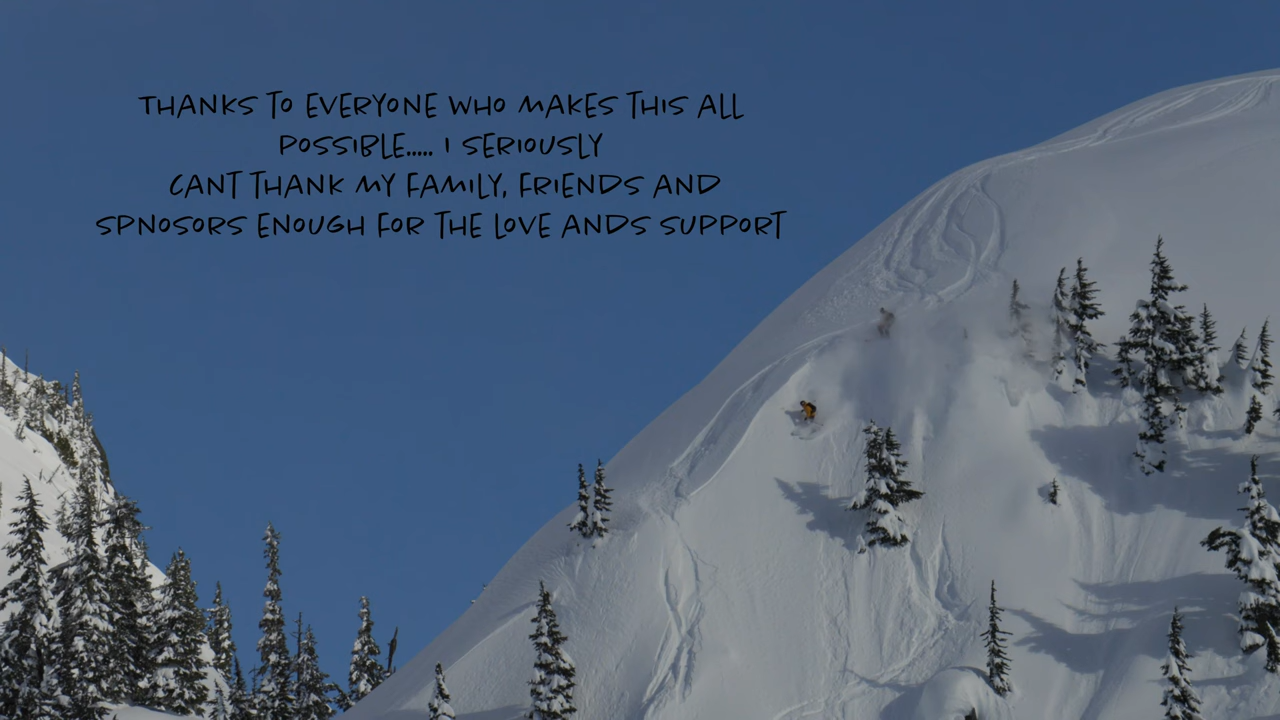 THANKS TO EVERYONE WHO MAKES THIS ALL
POSSIBLE..... I SERIOUSLY
CANT THANK MY FAMILY, FRIENDS AND
SPNOSORS ENOUGH FOR THE LOVE ANDS SUPPORT